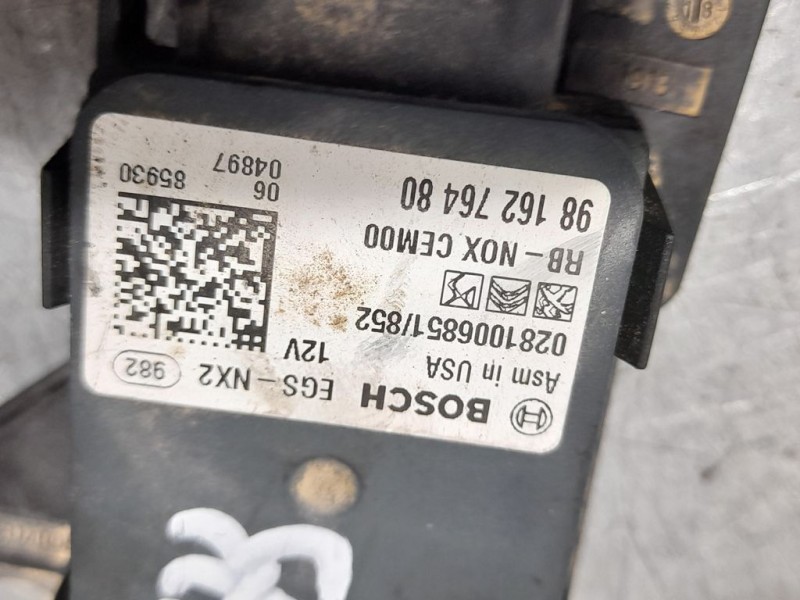 BOSCH EGS-NX2 982
Asm in USA 12V
0281006851/852
RB-NOX CEM00
98 162 764 80
06 85930
04897
18